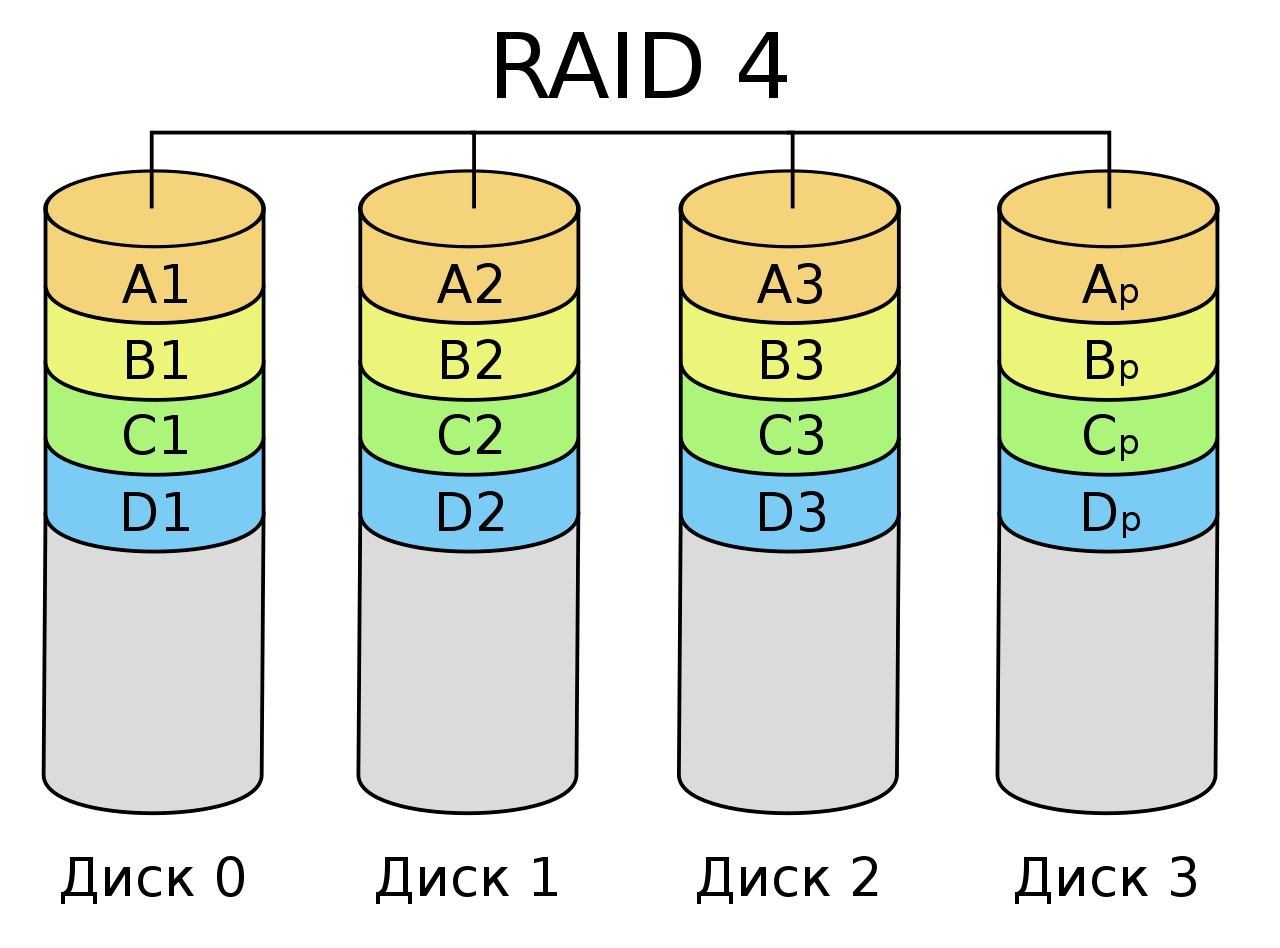 RAID 4
A1 A2 A3 Ap
B1 B2 B3 Bp
C1 C2 C3 Cp
D1 D2 D3 Dp
Диск 0 Диск 1 Диск 2 Диск 3